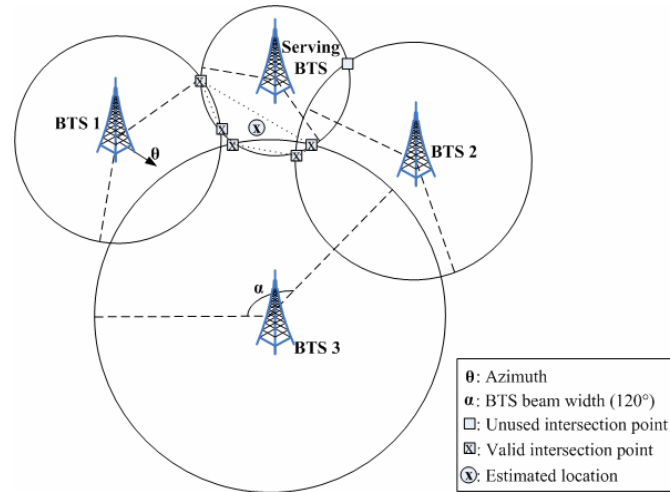 Serving
BTS
BTS 1
θ
BTS 2
α
BTS 3
θ: Azimuth
α: BTS beam width (120°)
: Unused intersection point
x: Valid intersection point
x: Estimated location
x
x
x
x
x
x